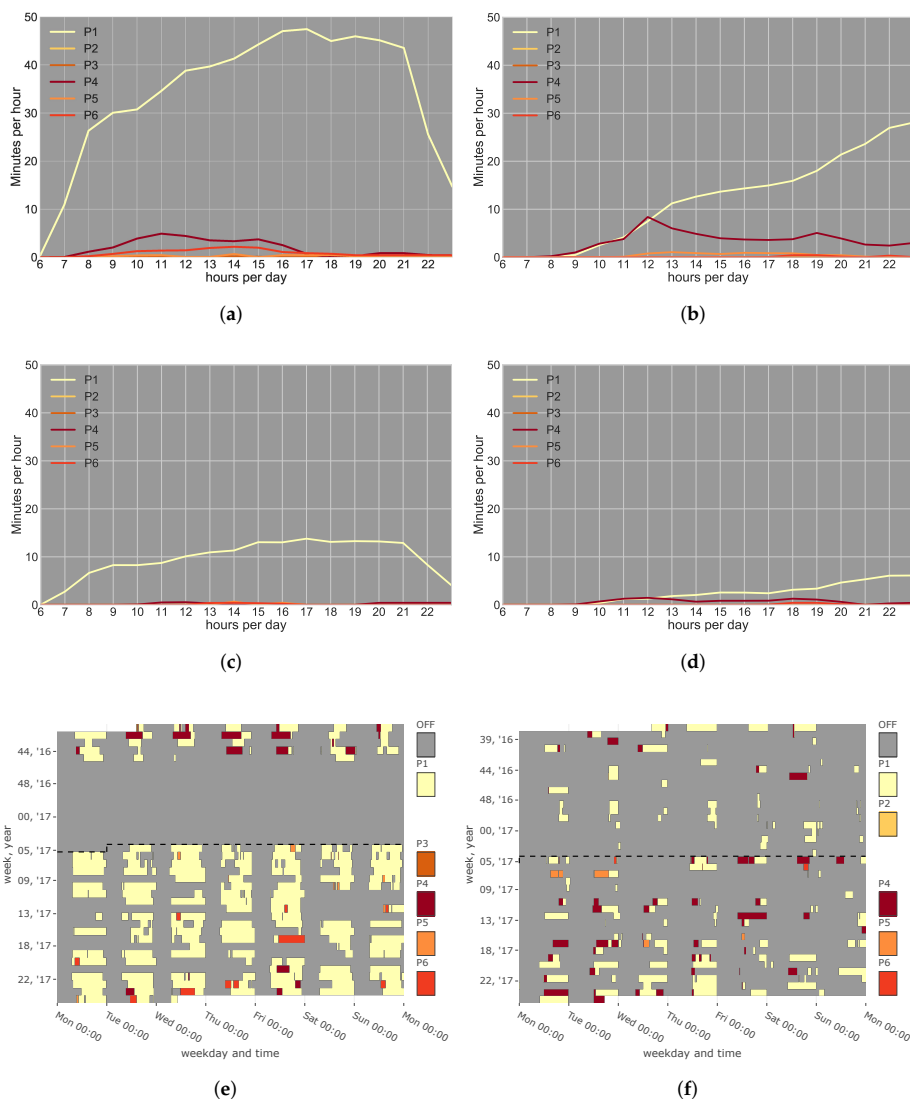 50
40
30
20
10
0
Minutes per hour
P1
P2
P3
P4
P5
P6
6 7 8 9 10 11 12 13 14 15 16 17 18 19 20 21 22
hours per day
(a)
50
40
30
20
10
0
Minutes per hour
P1
P2
P3
P4
P5
P6
6 7 8 9 10 11 12 13 14 15 16 17 18 19 20 21 22
hours per day
(b)
50
40
30
20
10
0
Minutes per hour
P1
P2
P3
P4
P5
P6
6 7 8 9 10 11 12 13 14 15 16 17 18 19 20 21 22
hours per day
(c)
50
40
30
20
10
0
Minutes per hour
P1
P2
P3
P4
P5
P6
6 7 8 9 10 11 12 13 14 15 16 17 18 19 20 21 22
hours per day
(d)
week, year
44, '16
48, '16
00, '17
05, '17
09, '17
13, '17
18, '17
22, '17
OFF
P1
P3
P4
P5
P6
Mon 00:00 Tue 00:00 Wed 00:00 Thu 00:00 Fri 00:00 Sat 00:00 Sun 00:00 Mon 00:00
weekday and time
(e)
week, year
39, '16
44, '16
48, '16
00, '17
05, '17
09, '17
13, '17
18, '17
22, '17
OFF
P1
P2
P4
P5
P6
Mon 00:00 Tue 00:00 Wed 00:00 Thu 00:00 Fri 00:00 Sat 00:00 Sun 00:00 Mon 00:00
weekday and time
(f)